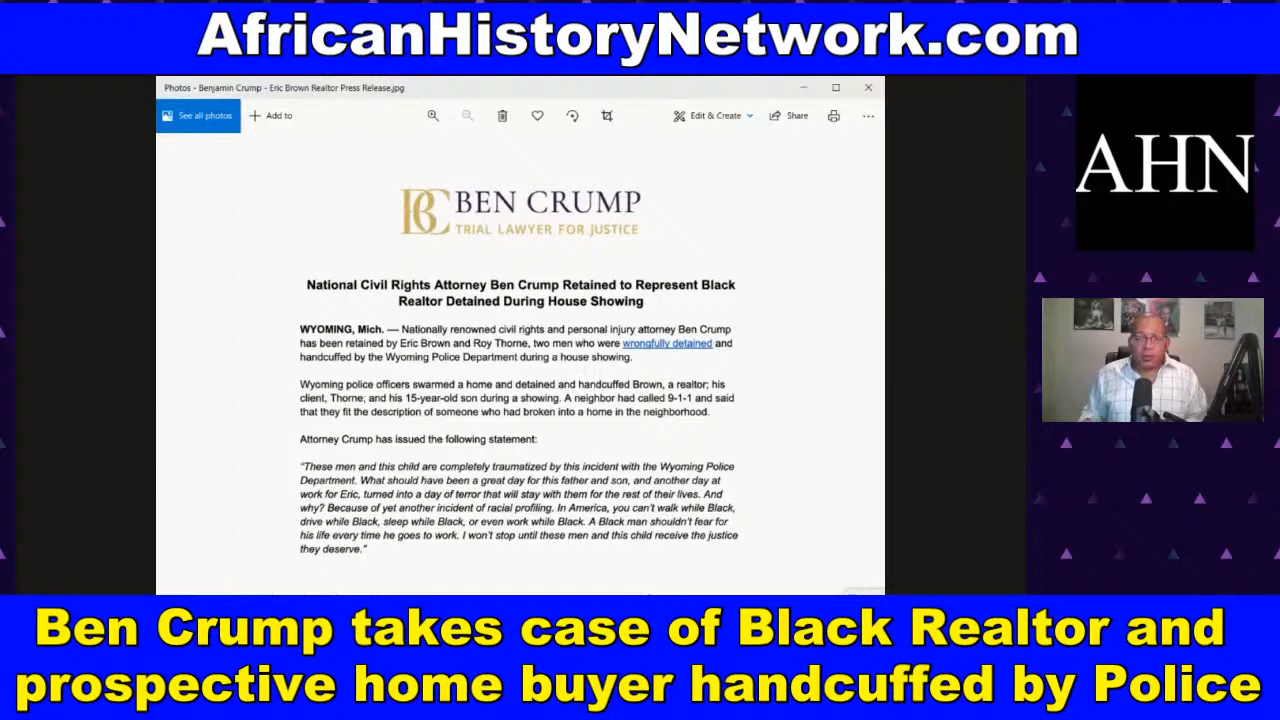 AfricanHistoryNetwork.com
Photos - Benjamin Crump - Eric Brown Realtor Press Release.jpg
See all photos
Add to
Edit & Create
Share
AHN
BC BEN CRUMP
TRIAL LAWYER FOR JUSTICE
National Civil Rights Attorney Ben Crump Retained to Represent Black
Realtor Detained During House Showing
WYOMING, Mich. — Nationally renowned civil rights and personal injury attorney Ben Crump
has been retained by Eric Brown and Roy Thorne, two men who were wrongfully detained and
handcuffed by the Wyoming Police Department during a house showing.
Wyoming police officers swarmed a home and detained and handcuffed Brown, a realtor; his
client, Thorne; and his 15-year-old son during a showing. A neighbor had called 9-1-1 and said
that they fit the description of someone who had broken into a home in the neighborhood.
Attorney Crump has issued the following statement:
“These men and this child are completely traumatized by this incident with the Wyoming Police
Department. What should have been a great day for this father and son, and another day at
work for Eric, turned into a day of terror that will stay with them for the rest of their lives. And
why? Because of yet another incident of racial profiling. In America, you can’t walk while Black,
drive while Black, sleep while Black, or even work while Black. A Black man shouldn’t fear for
his life every time he goes to work. I won’t stop until these men and this child receive the justice
they deserve.”
Ben Crump takes case of Black Realtor and
prospective home buyer handcuffed by Police